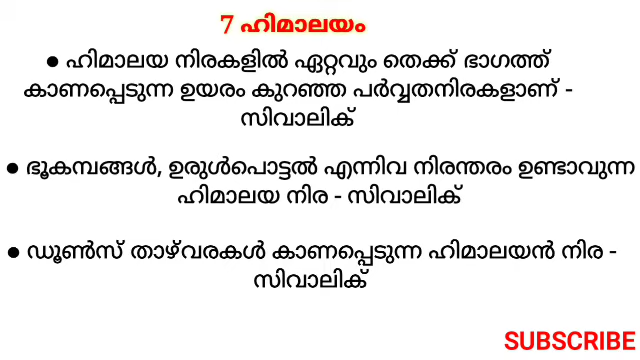 7 ഹിമാലയം
● ഹിമാലയ നിരകളിൽ ഏറ്റവും തെക്ക് ഭാഗത്ത്
കാണപ്പെടുന്ന ഉയരം കുറഞ്ഞ പർവ്വതനിരകളാണ് -
സിവാലിക്
● ഭൂകമ്പങ്ങൾ, ഉരുൾപൊട്ടൽ എന്നിവ നിരന്തരം ഉണ്ടാവുന്ന
ഹിമാലയ നിര - സിവാലിക്
● ഡൂൺസ് താഴ്‌വരകൾ കാണപ്പെടുന്ന ഹിമാലയൻ നിര -
സിവാലിക്
SUBSCRIBE